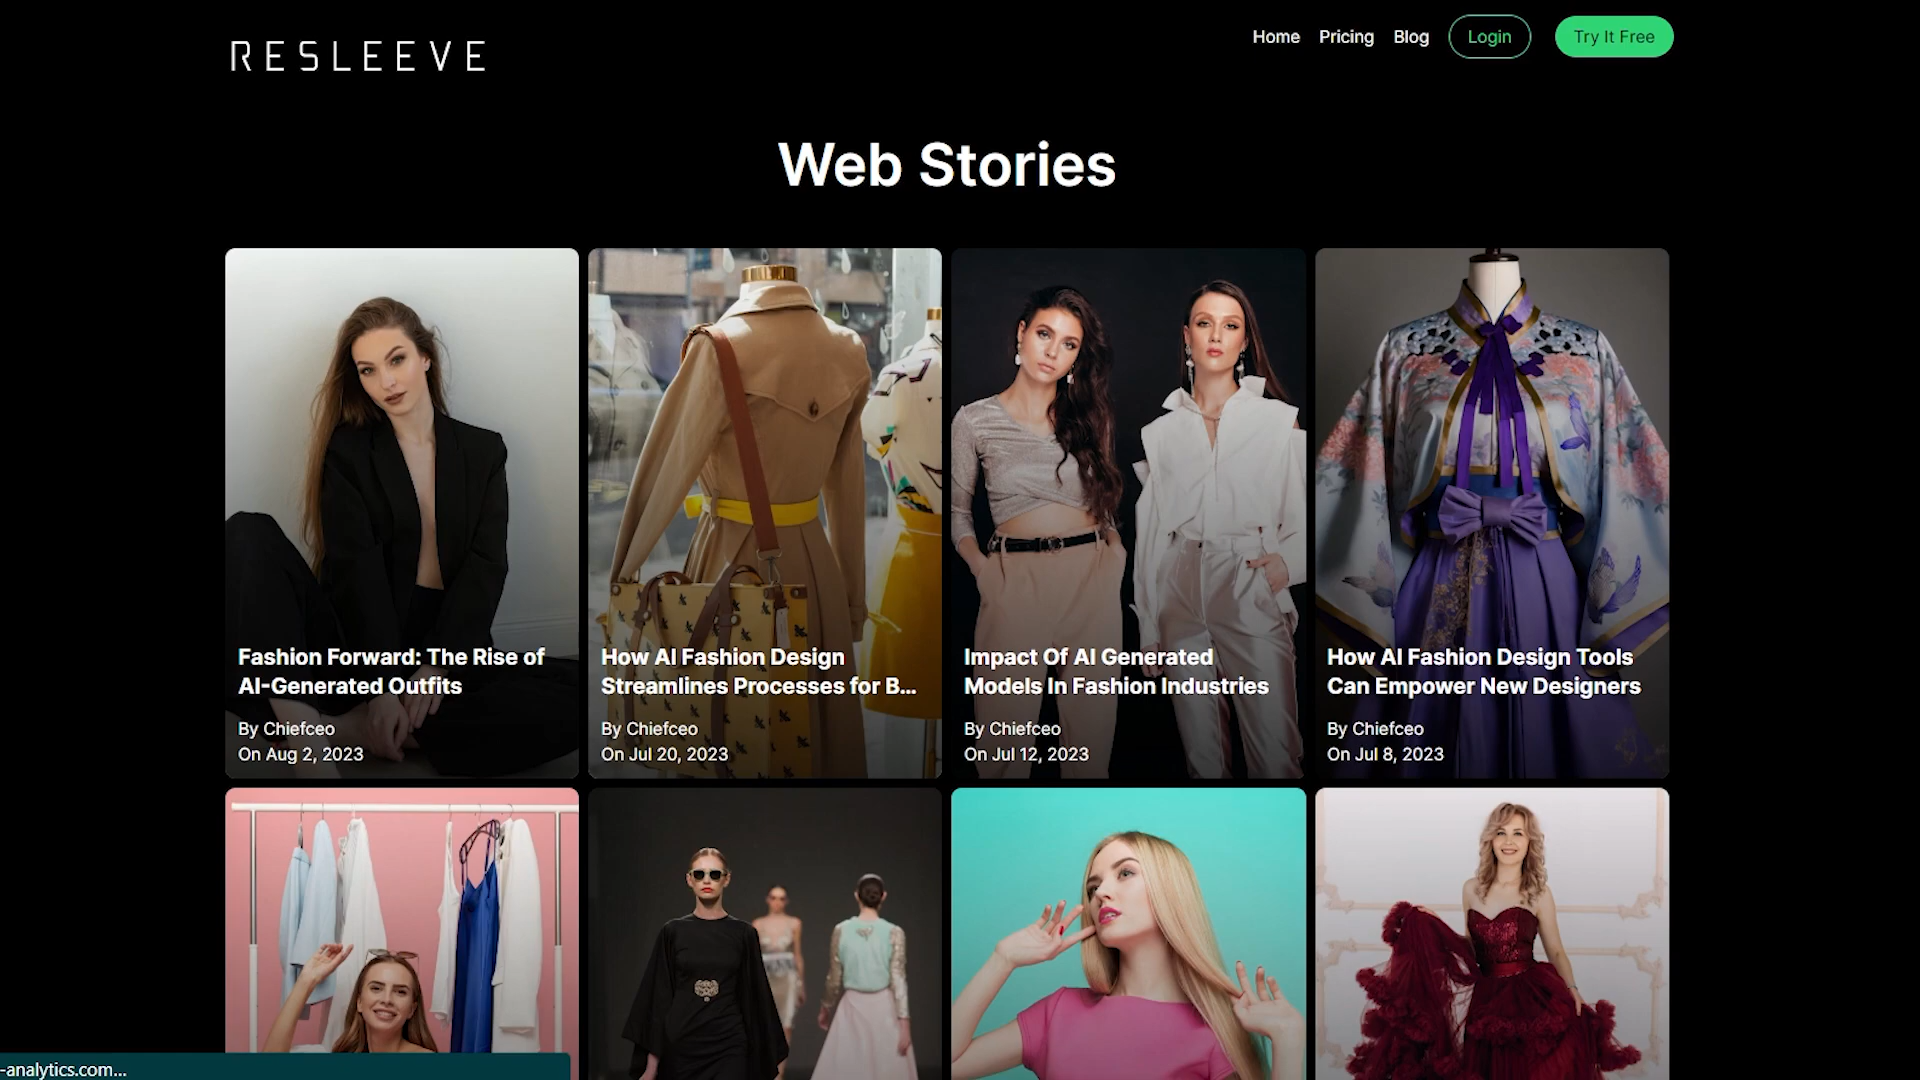 RESLEEVE
Home Pricing Blog Login Try It Free
Web Stories
Fashion Forward: The Rise of
AI-Generated Outfits
By Chiefceo
On Aug 2, 2023
How AI Fashion Design
Streamlines Processes for B...
By Chiefceo
On Jul 20, 2023
Impact Of AI Generated
Models In Fashion Industries
By Chiefceo
On Jul 12, 2023
How AI Fashion Design Tools
Can Empower New Designers
By Chiefceo
On Jul 8, 2023
-analytics.com...